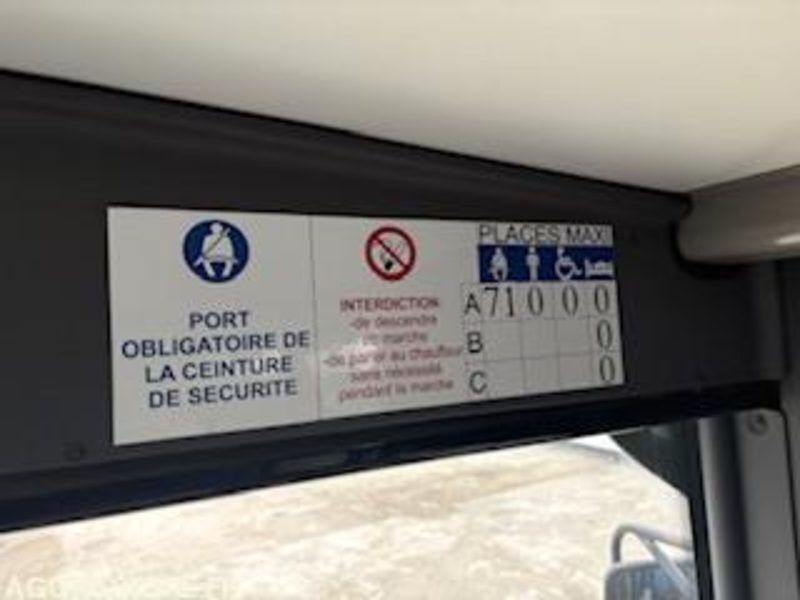 PORT
OBLIGATOIRE DE
LA CEINTURE
DE SECURITE
INTERDICTION
-de descendre
en marche
-de parler au chauffeur
sans nécessité
pendant la marche
PLACES MAXI
A 71 0 0 0
B 0
C 0